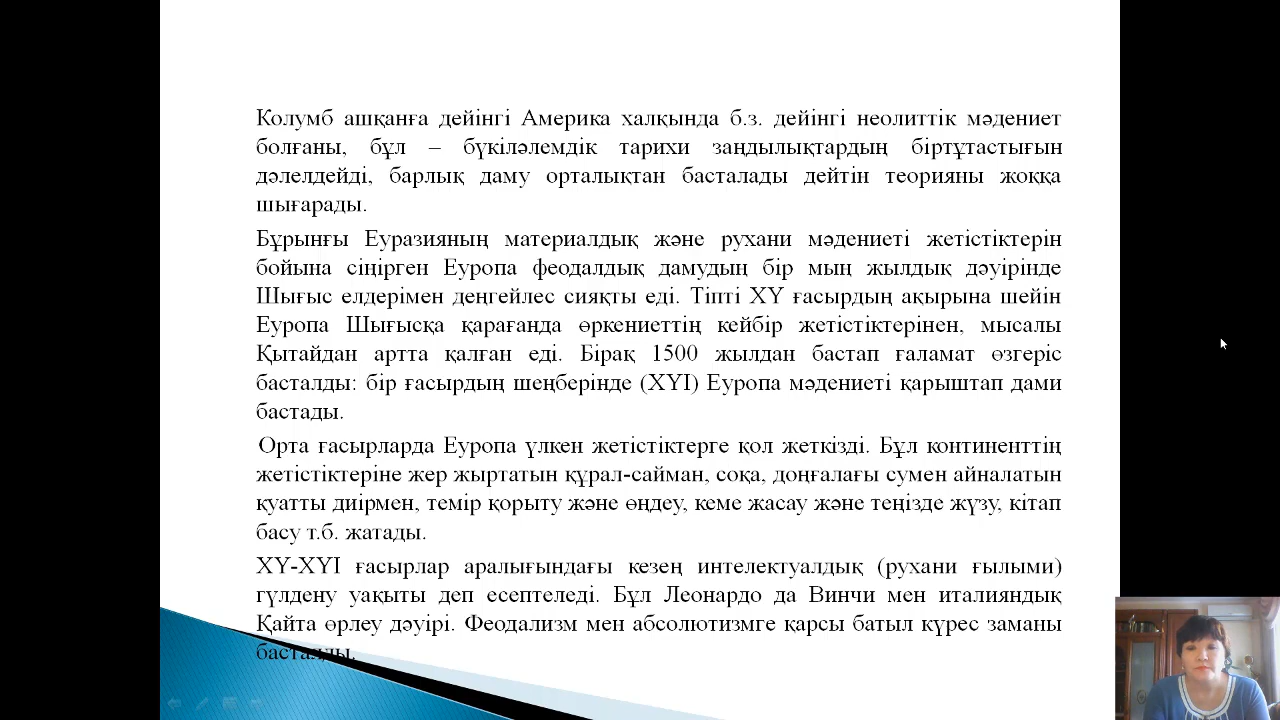 Колумб ашқанға дейінгі Америка халқында б.з. дейінгі неолиттік мәдениет
болғаны, бұл – бүкіләлемдік тарихи заңдылықтардың біртұтастығын
дәлелдейді, барлық даму орталықтан басталады дейтін теорияны жоққа
шығарады.
Бұрынғы Еуразияның материалдық және рухани мәдениеті жетістіктерін
бойына сіңірген Еуропа феодалдық дамудың бір мың жылдық дәуірінде
Шығыс елдерімен деңгейлес сияқты еді. Тіпті ХҮ ғасырдың ақырына шейін
Еуропа Шығысқа қарағанда өркениеттің кейбір жетістіктерінен, мысалы
Қытайдан артта қалған еді. Бірақ 1500 жылдан бастап ғаламат өзгеріс
басталды: бір ғасырдың шеңберінде (ХҮІ) Еуропа мәдениеті қарыштап дами
бастады.
Орта ғасырларда Еуропа үлкен жетістіктерге қол жеткізді. Бұл континенттің
жетістіктеріне жер жыртатын құрал-сайман, соқа, доңғалағы сумен айналатын
қуатты диірмен, темір қорыту және өңдеу, кеме жасау және теңізде жүзу, кітап
басу т.б. жатады.
ХҮ-ХҮІ ғасырлар аралығындағы кезең интелектуалдық (рухани ғылыми)
гүлдену уақыты деп есептеледі. Бұл Леонардо да Винчи мен италияндық
Қайта өрлеу дәуірі. Феодализм мен абсолютизмге қарсы батыл күрес заманы
басталды.